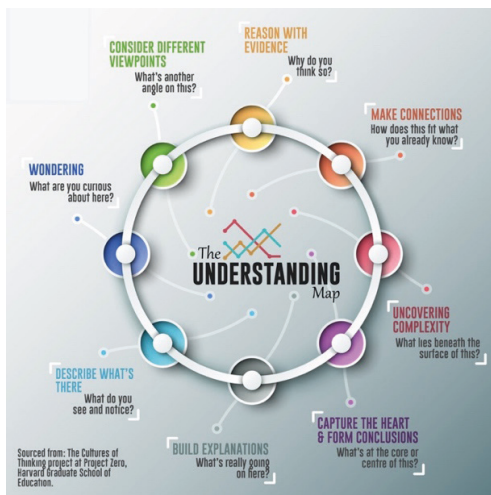 REASON WITH
EVIDENCE
Why do you
think so?
MAKE CONNECTIONS
How does this fit what
you already know?
UNCOVERING
COMPLEXITY
What lies beneath the
surface of this?
CAPTURE THE HEART
& FORM CONCLUSIONS
What's at the core or
centre of this?
BUILD EXPLANATIONS
What's really going
on here?
DESCRIBE WHAT'S
THERE
What do you
see and notice?
WONDERING
What are you curious
about here?
CONSIDER DIFFERENT
VIEWPOINTS
What's another
angle on this?
The
UNDERSTANDING
Map
Sourced from: The Cultures of
Thinking project at Project Zero,
Harvard Graduate School of
Education.